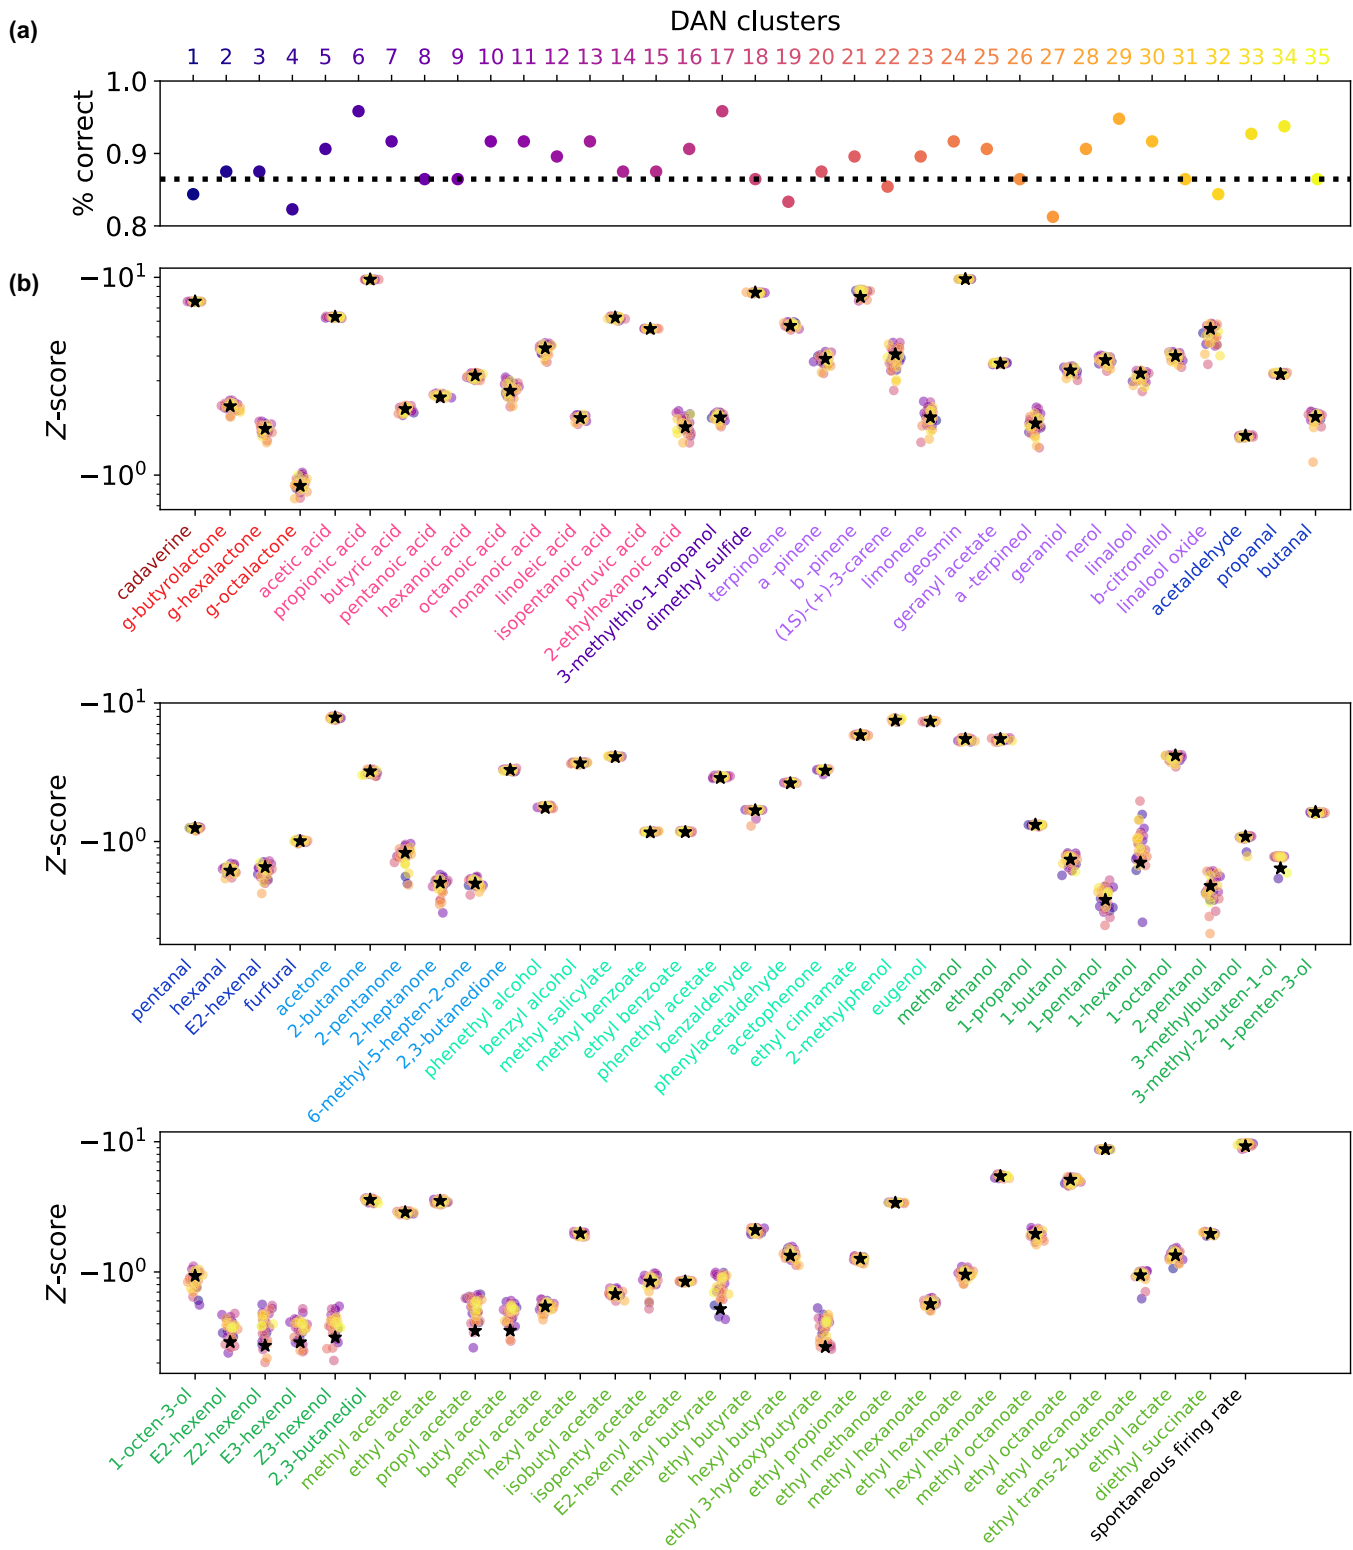 (a)
DAN clusters
1 2 3 4 5 6 7 8 9 10 11 12 13 14 15 16 17 18 19 20 21 22 23 24 25 26 27 28 29 30 31 32 33 34 35
% correct
1.0
0.9
0.8
(b)
Z-score
−10¹
−10⁰
cadaverine
g-butyrolactone
g-hexalactone
g-octalactone
acetic acid
propionic acid
butyric acid
pentanoic acid
hexanoic acid
octanoic acid
nonanoic acid
linoleic acid
isopentanoic acid
pyruvic acid
2-ethylhexanoic acid
3-methylthio-1-propanol
dimethyl sulfide
terpinolene
a -pinene
b -pinene
(1S)-(+)-3-carene
limonene
geosmin
geranyl acetate
a -terpineol
geraniol
nerol
linalool
b-citronellol
linalool oxide
acetaldehyde
propanal
butanal
Z-score
−10¹
−10⁰
pentanal
hexanal
E2-hexenal
furfural
acetone
2-butanone
2-pentanone
2-heptanone
6-methyl-5-hepten-2-one
2,3-butanedione
phenethyl alcohol
benzyl alcohol
methyl salicylate
methyl benzoate
ethyl benzoate
phenethyl acetate
benzaldehyde
phenylacetaldehyde
acetophenone
ethyl cinnamate
2-methylphenol
eugenol
methanol
ethanol
1-propanol
1-butanol
1-pentanol
1-hexanol
1-octanol
2-pentanol
3-methylbutanol
3-methyl-2-buten-1-ol
1-penten-3-ol
Z-score
−10¹
−10⁰
1-octen-3-ol
E2-hexenol
Z2-hexenol
E3-hexenol
Z3-hexenol
2,3-butanediol
methyl acetate
ethyl acetate
propyl acetate
butyl acetate
pentyl acetate
hexyl acetate
isobutyl acetate
isopentyl acetate
E2-hexenyl acetate
methyl butyrate
ethyl butyrate
hexyl butyrate
ethyl 3-hydroxybutyrate
ethyl propionate
ethyl methanoate
methyl hexanoate
ethyl hexanoate
hexyl hexanoate
methyl octanoate
ethyl octanoate
ethyl decanoate
ethyl trans-2-butenoate
ethyl lactate
diethyl succinate
spontaneous firing rate